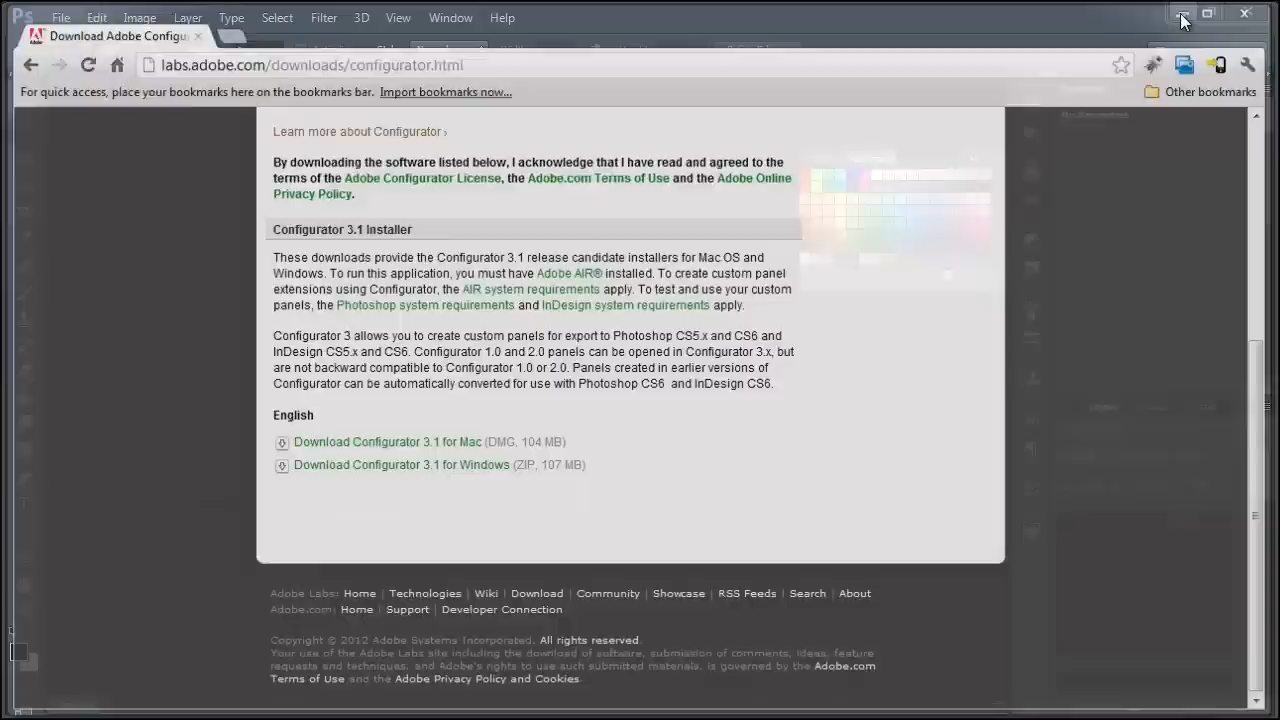 Ps File Edit Image Layer Type Select Filter 3D View Window Help
Download Adobe Configu
labs.adobe.com/downloads/configurator.html
For quick access, place your bookmarks here on the bookmarks bar. Import bookmarks now... Other bookmarks
Learn more about Configurator ›
By downloading the software listed below, I acknowledge that I have read and agreed to the
terms of the Adobe Configurator License, the Adobe.com Terms of Use and the Adobe Online
Privacy Policy.
Configurator 3.1 Installer
These downloads provide the Configurator 3.1 release candidate installers for Mac OS and
Windows. To run this application, you must have Adobe AIR® installed. To create custom panel
extensions using Configurator, the AIR system requirements apply. To test and use your custom
panels, the Photoshop system requirements and InDesign system requirements apply.
Configurator 3 allows you to create custom panels for export to Photoshop CS5.x and CS6 and
InDesign CS5.x and CS6. Configurator 1.0 and 2.0 panels can be opened in Configurator 3.x, but
are not backward compatible to Configurator 1.0 or 2.0. Panels created in earlier versions of
Configurator can be automatically converted for use with Photoshop CS6 and InDesign CS6.
English
Download Configurator 3.1 for Mac (DMG, 104 MB)
Download Configurator 3.1 for Windows (ZIP, 107 MB)
Adobe Labs: Home | Technologies | Wiki | Download | Community | Showcase | RSS Feeds | Search | About
Adobe.com: Home | Support | Developer Connection
Copyright © 2012 Adobe Systems Incorporated. All rights reserved.
Your use of the Adobe Labs site including the download of software, submission of comments, ideas, feature
requests and techniques, and Adobe's rights to use such submitted materials, is governed by the Adobe.com
Terms of Use and the Adobe Privacy Policy and Cookies.